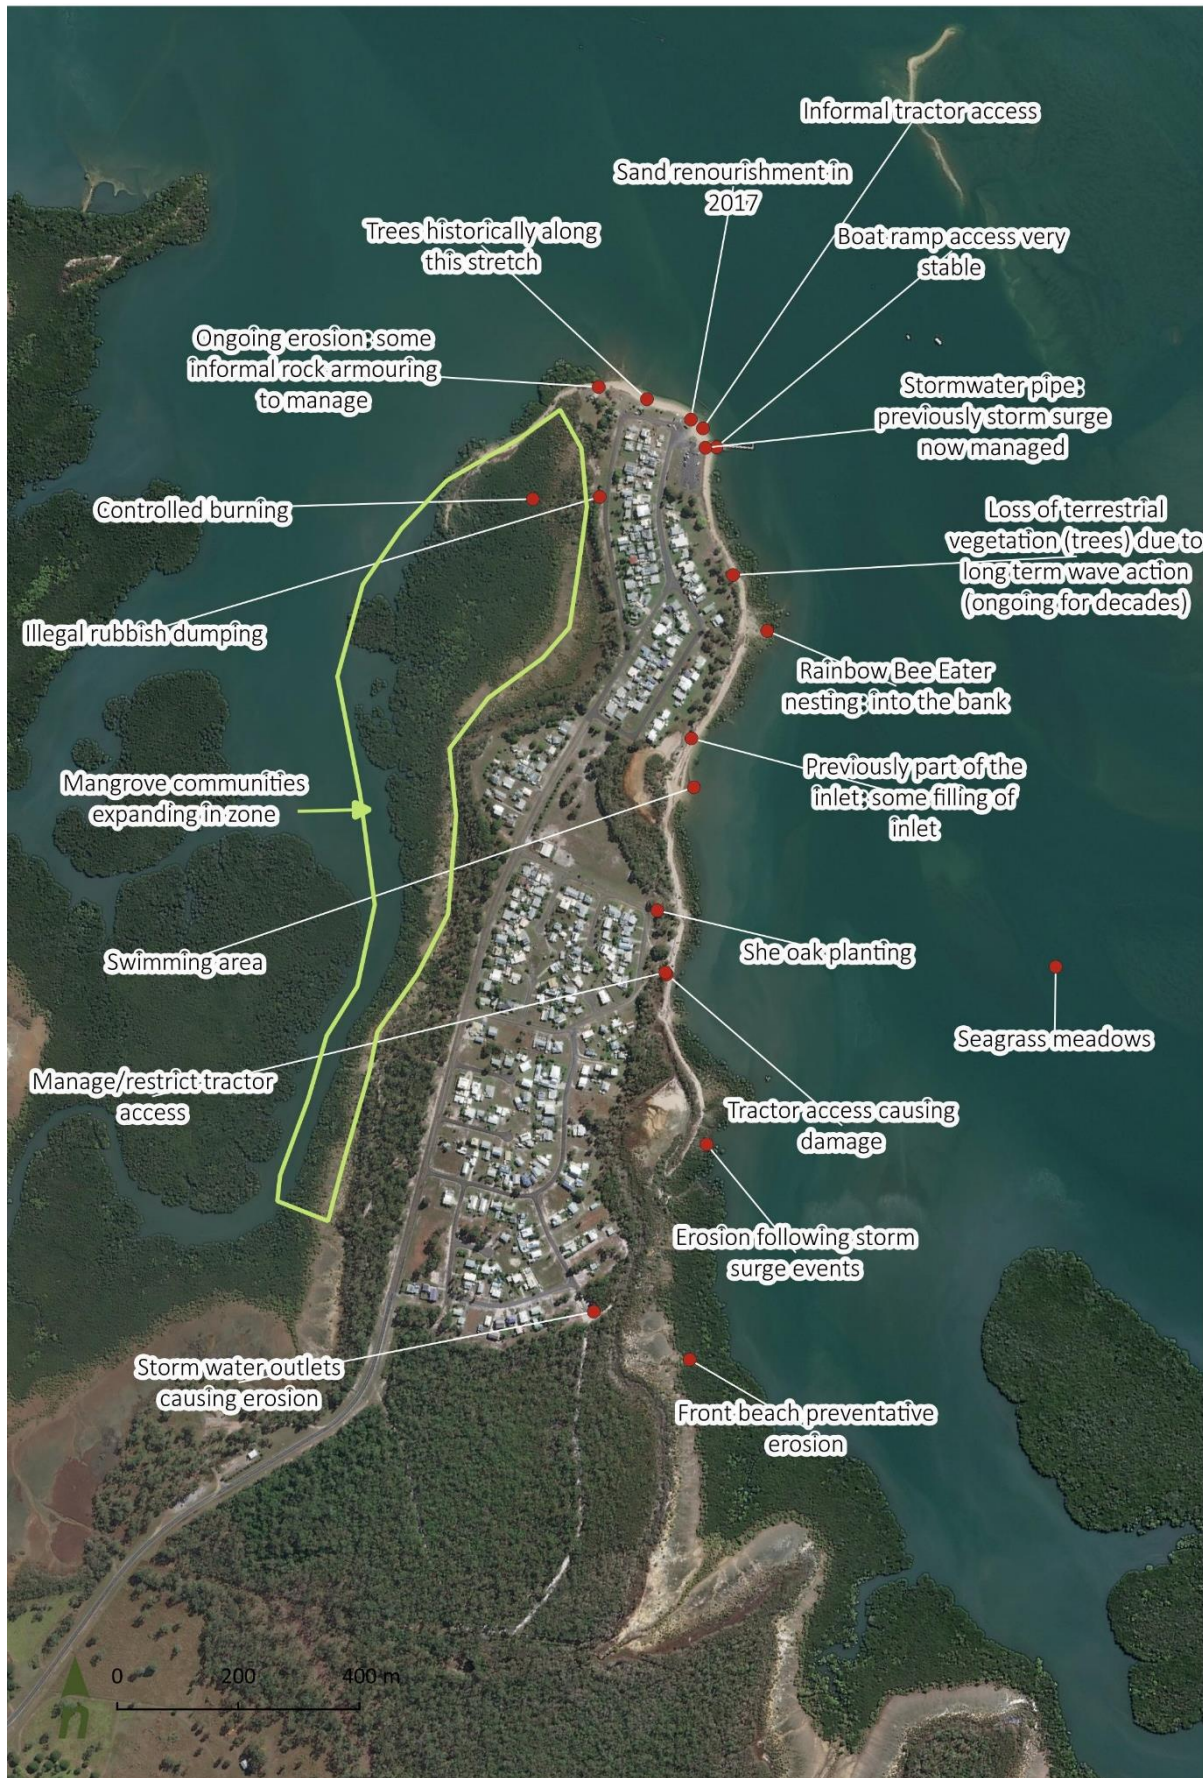 Informal tractor access
Sand renourishment in
2017
Trees historically along
this stretch
Boat ramp access very
stable
Ongoing erosion: some
informal rock armouring
to manage
Stormwater pipe:
previously storm surge
now managed
Controlled burning
Loss of terrestrial
vegetation (trees) due to
long term wave action
(ongoing for decades)
Illegal rubbish dumping
Rainbow Bee Eater
nesting: into the bank
Mangrove communities
expanding in zone
Previously part of the
inlet: some filling of
inlet
Swimming area
She oak planting
Seagrass meadows
Manage/restrict tractor
access
Tractor access causing
damage
Erosion following storm
surge events
Storm water outlets
causing erosion
Front beach preventative
erosion
0 200 400 m
n